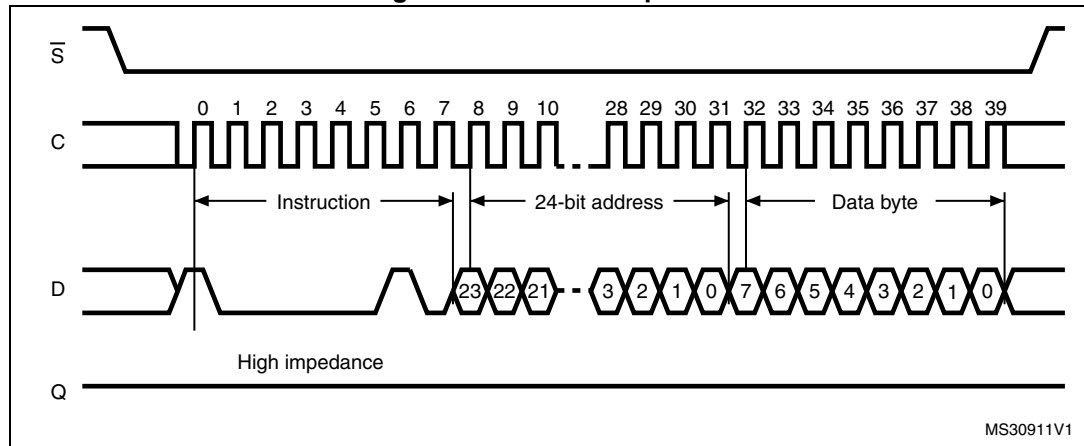 S
0 1 2 3 4 5 6 7 8 9 10 28 29 30 31 32 33 34 35 36 37 38 39
C
Instruction 24-bit address Data byte
D 23 22 21 3 2 1 0 7 6 5 4 3 2 1 0
High impedance
Q
MS30911V1